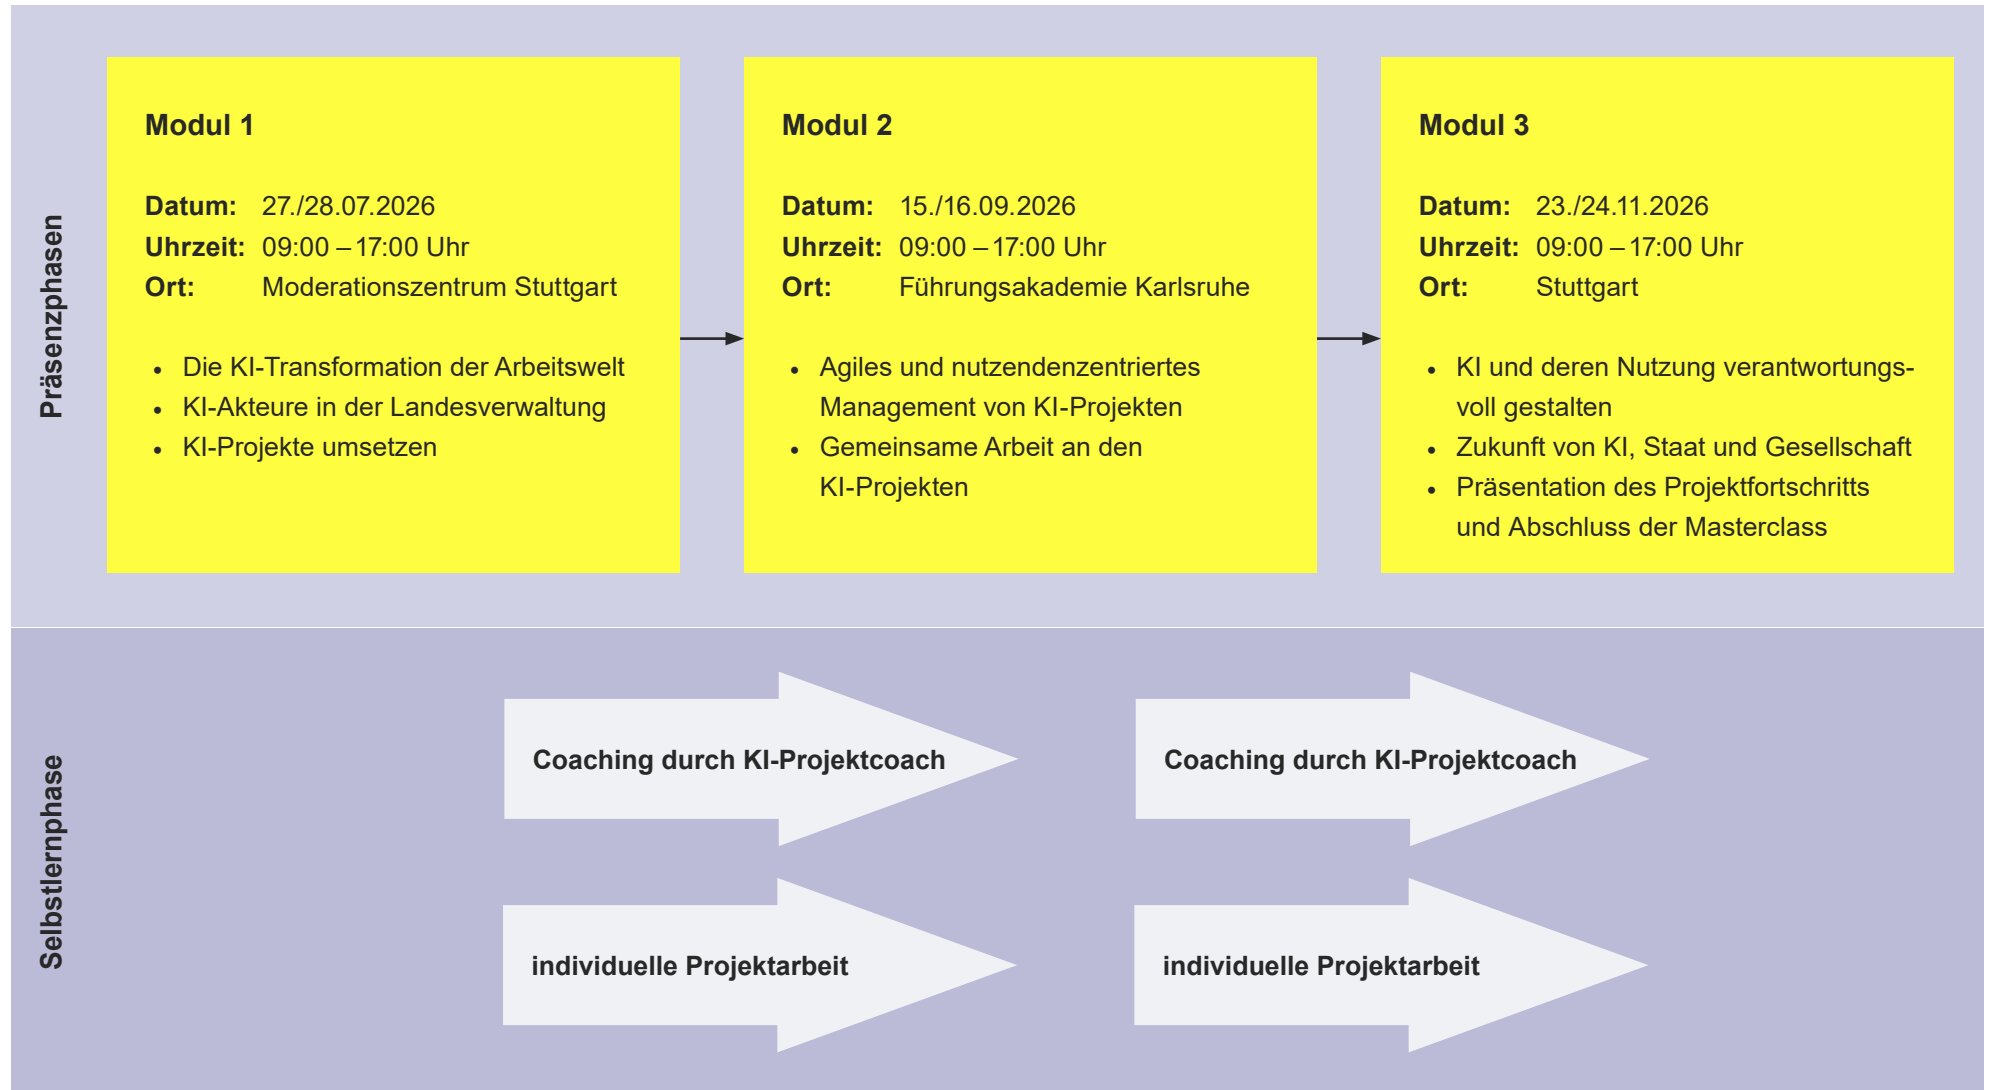 Präsenzphasen
Modul 1
Datum: 27./28.07.2026
Uhrzeit: 09:00 – 17:00 Uhr
Ort: Moderationszentrum Stuttgart
• Die KI-Transformation der Arbeitswelt
• KI-Akteure in der Landesverwaltung
• KI-Projekte umsetzen
Modul 2
Datum: 15./16.09.2026
Uhrzeit: 09:00 – 17:00 Uhr
Ort: Führungsakademie Karlsruhe
• Agiles und nutzendenzentriertes
Management von KI-Projekten
• Gemeinsame Arbeit an den
KI-Projekten
Modul 3
Datum: 23./24.11.2026
Uhrzeit: 09:00 – 17:00 Uhr
Ort: Stuttgart
• KI und deren Nutzung verantwortungs-
voll gestalten
• Zukunft von KI, Staat und Gesellschaft
• Präsentation des Projektfortschritts
und Abschluss der Masterclass
Selbstlernphase
Coaching durch KI-Projektcoach
Coaching durch KI-Projektcoach
individuelle Projektarbeit
individuelle Projektarbeit